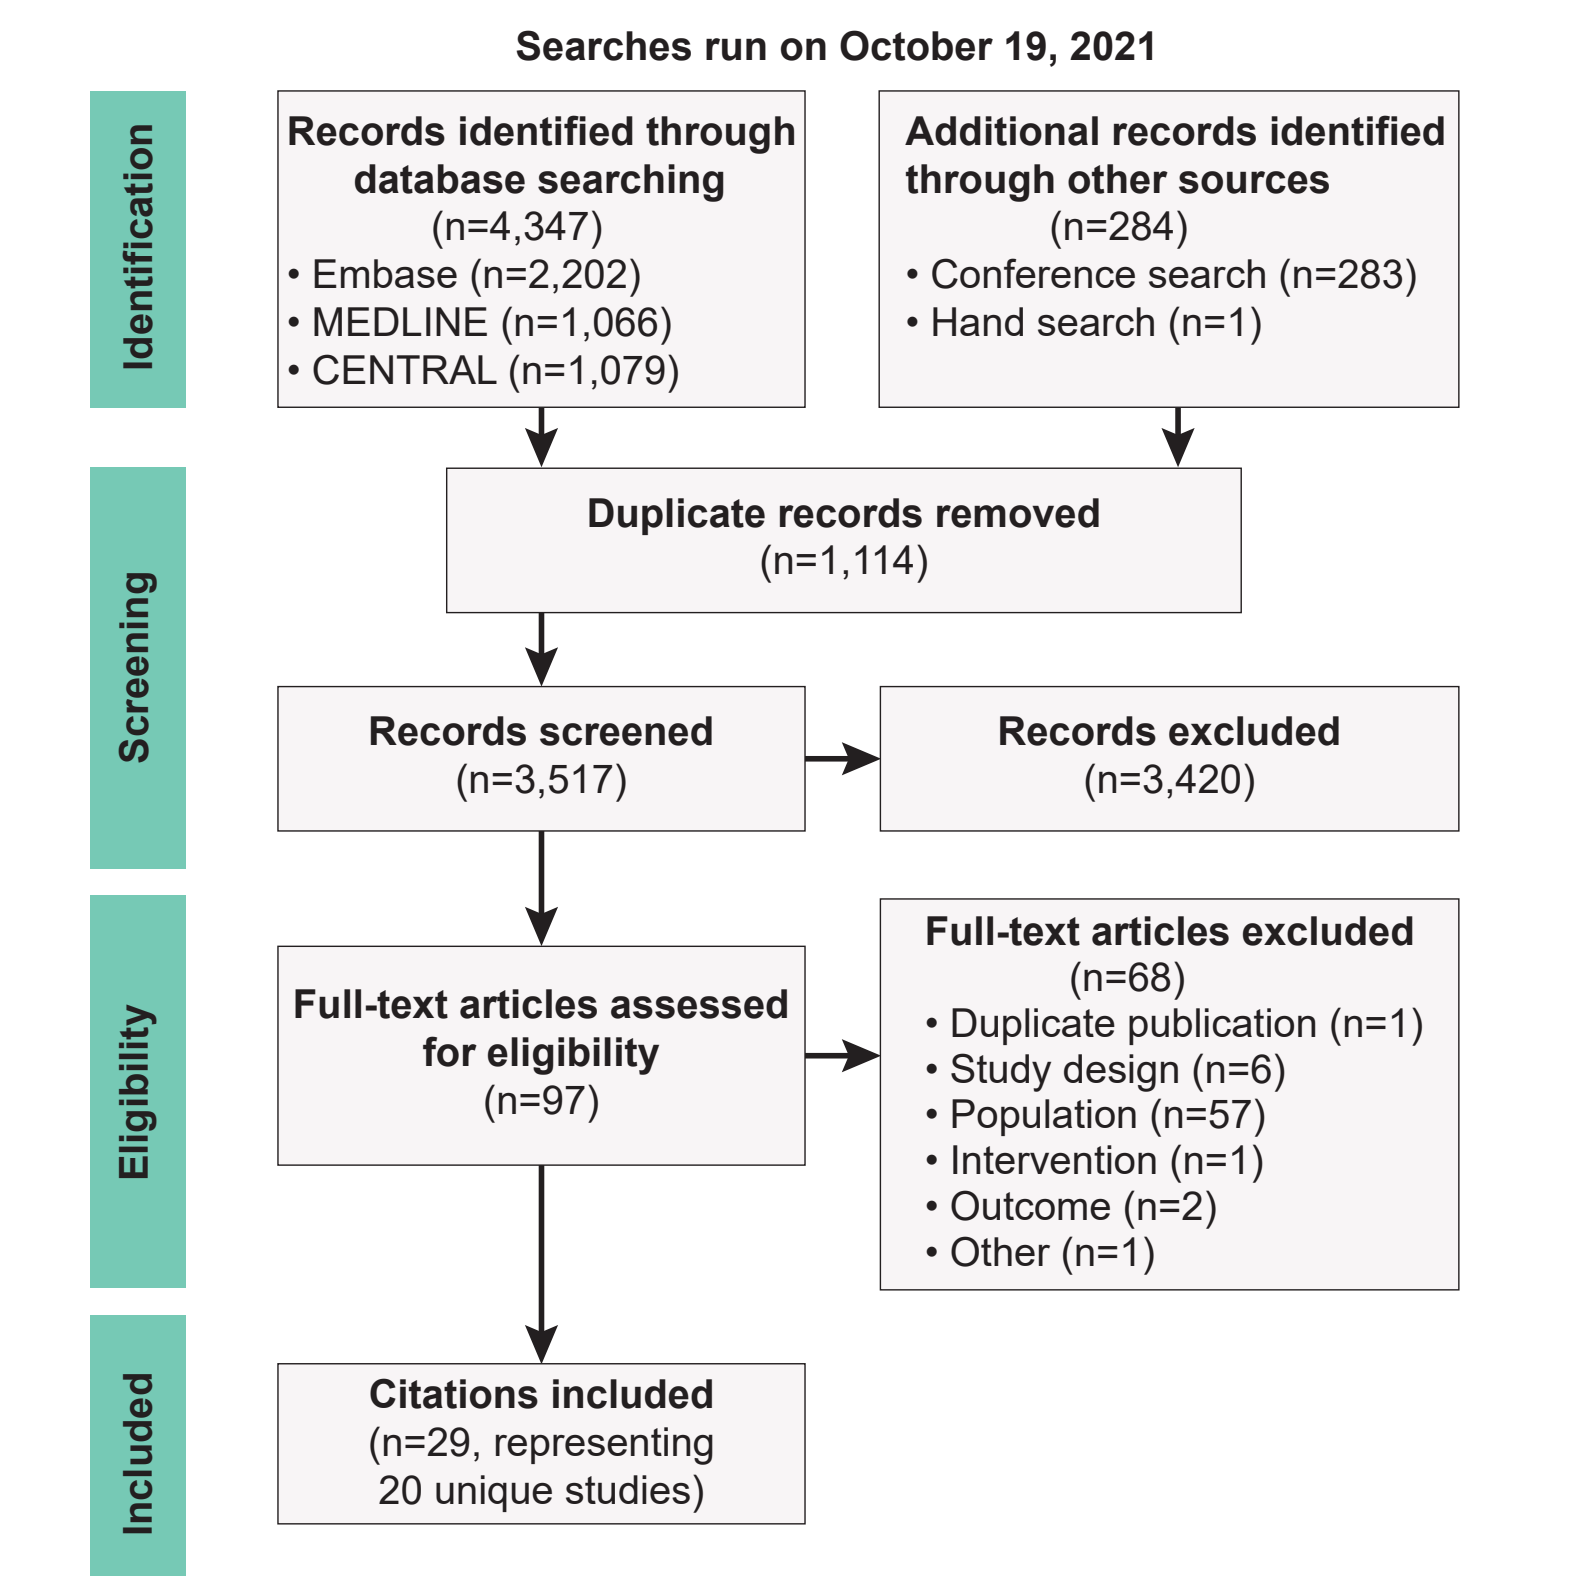 Searches run on October 19, 2021
Identification
Records identified through
database searching
(n=4,347)
• Embase (n=2,202)
• MEDLINE (n=1,066)
• CENTRAL (n=1,079)
Additional records identified
through other sources
(n=284)
• Conference search (n=283)
• Hand search (n=1)
Screening
Duplicate records removed
(n=1,114)
Records screened
(n=3,517)
Records excluded
(n=3,420)
Eligibility
Full-text articles assessed
for eligibility
(n=97)
Full-text articles excluded
(n=68)
• Duplicate publication (n=1)
• Study design (n=6)
• Population (n=57)
• Intervention (n=1)
• Outcome (n=2)
• Other (n=1)
Included
Citations included
(n=29, representing
20 unique studies)